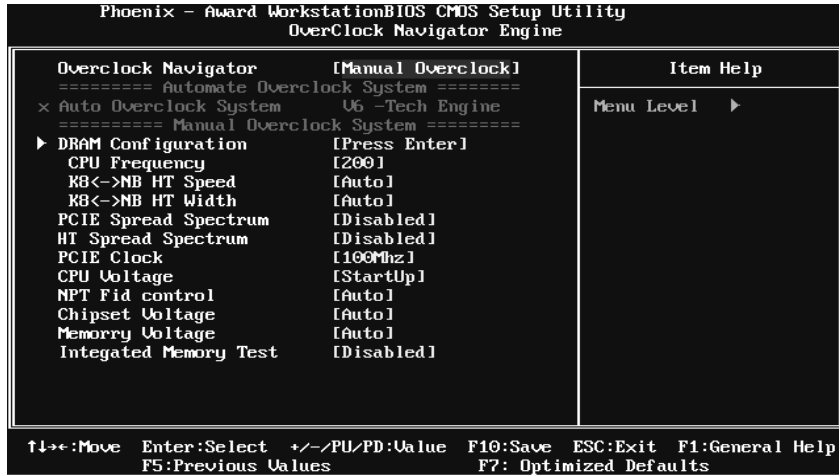 Phoenix – Award WorkstationBIOS CMOS Setup Utility
OverClock Navigator Engine
Overclock Navigator [Manual Overclock]
========= Automate Overclock System ========
x Auto Overclock System V6 -Tech Engine
========== Manual Overclock System =========
▶ DRAM Configuration [Press Enter]
CPU Frequency [200]
K8<->NB HT Speed [Auto]
K8<->NB HT Width [Auto]
PCIE Spread Spectrum [Disabled]
HT Spread Spectrum [Disabled]
PCIE Clock [100Mhz]
CPU Voltage [StartUp]
NPT Fid control [Auto]
Chipset Voltage [Auto]
Memorry Voltage [Auto]
Integated Memory Test [Disabled]
Item Help
Menu Level ▶
↑↓→←:Move Enter:Select +/-/PU/PD:Value F10:Save ESC:Exit F1:General Help
F5:Previous Values F7: Optimized Defaults